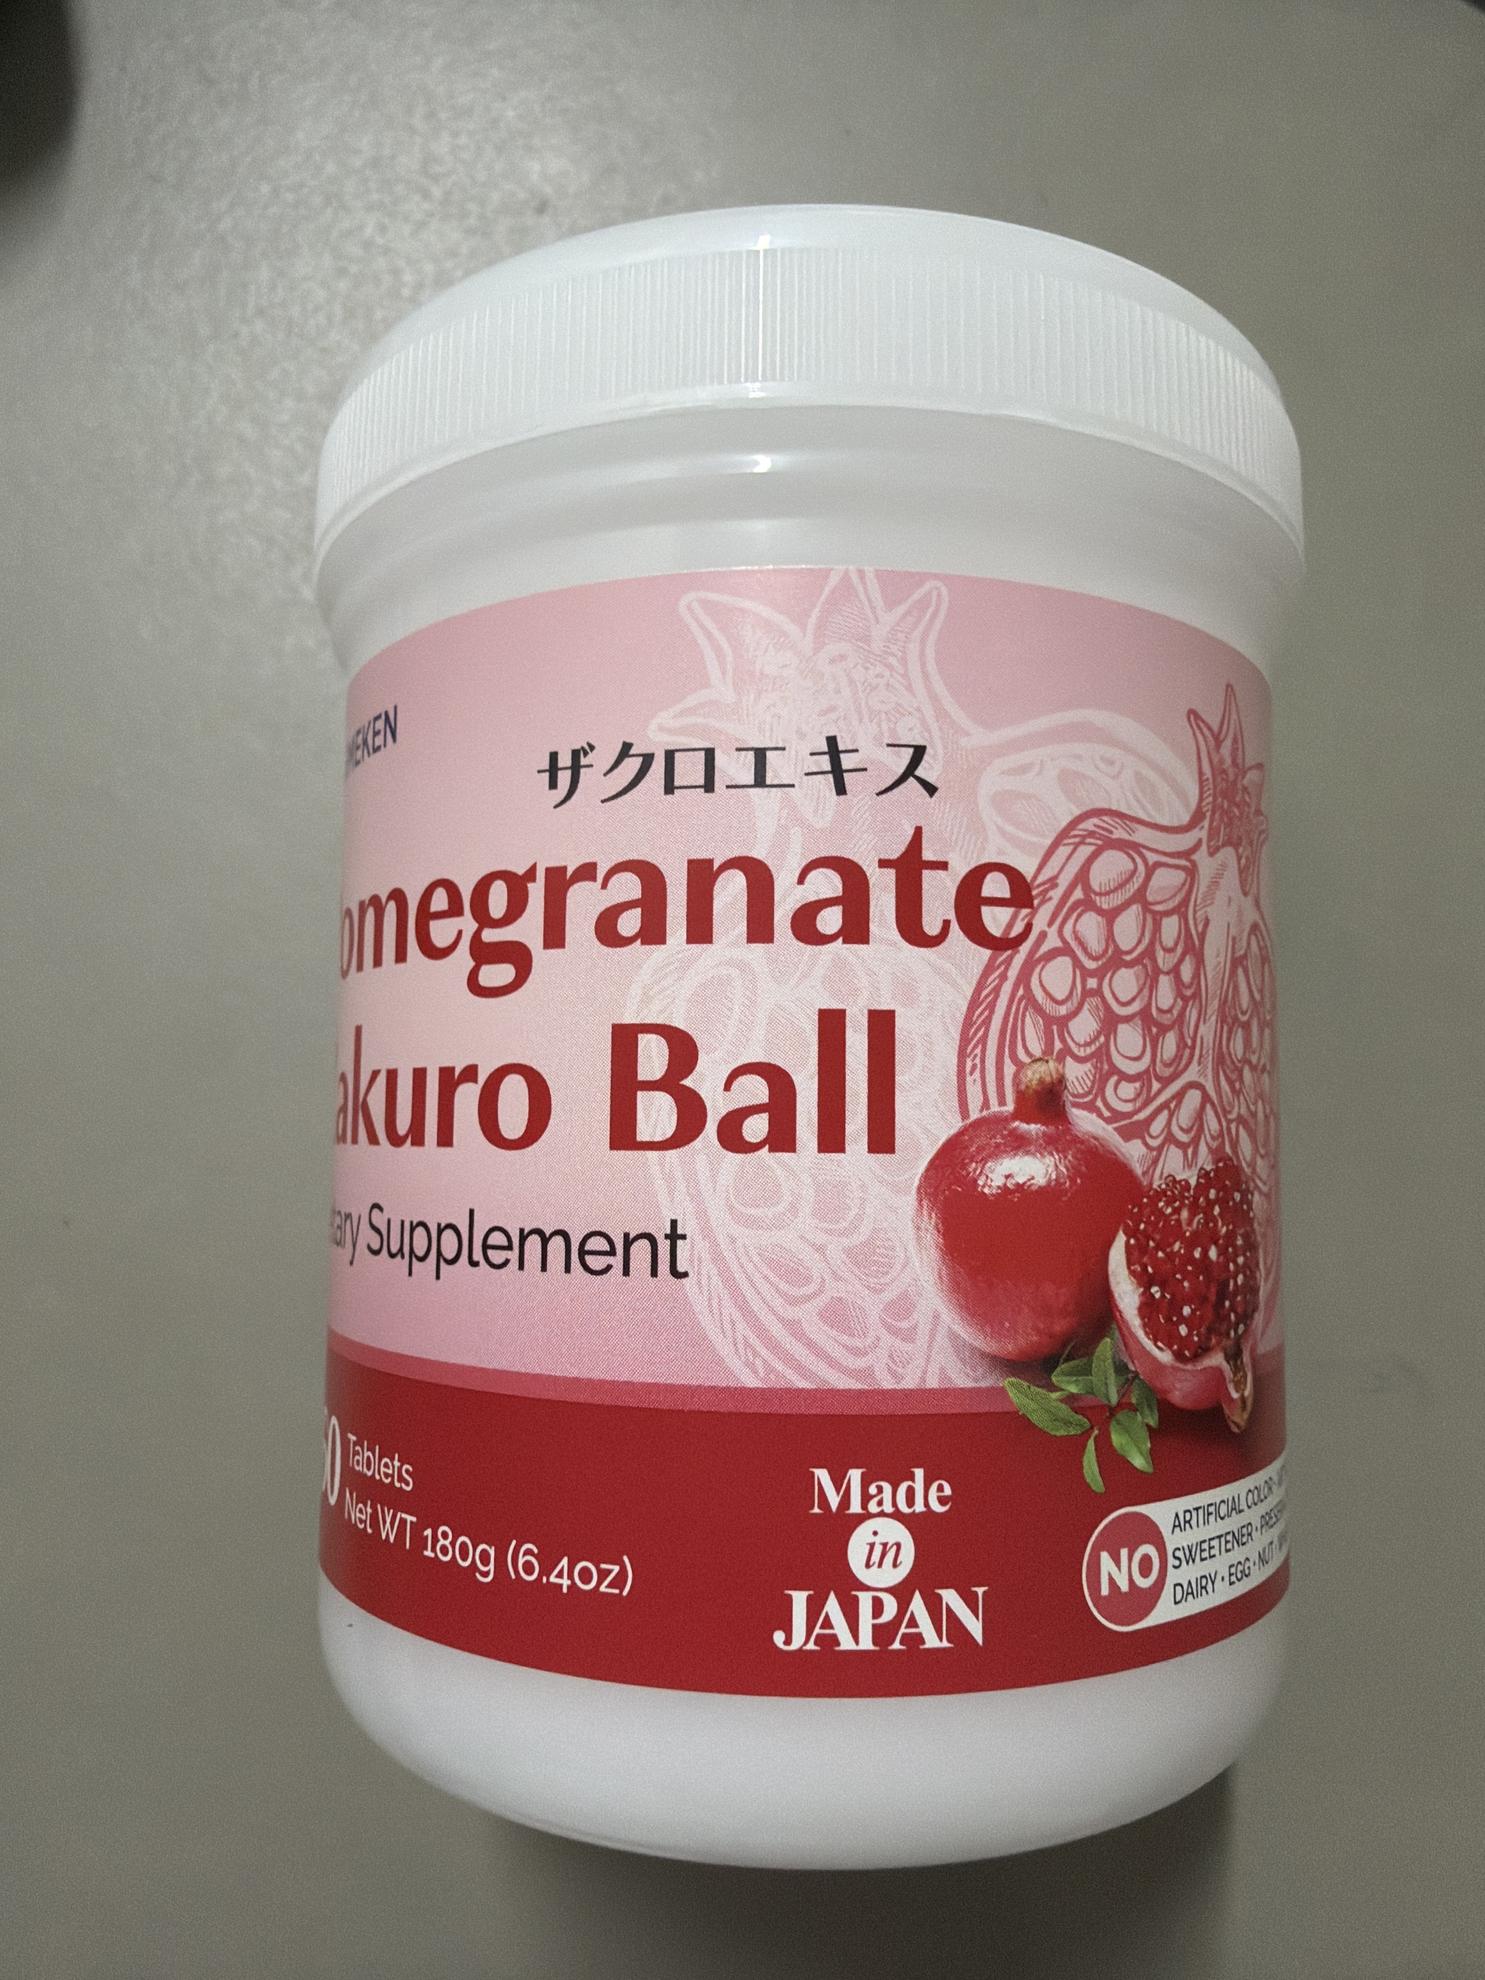 MEKEN
ザクロエキス
omegranate
akuro Ball
tary Supplement
Tablets
Net WT 180g (6.4oz)
Made
in
JAPAN
NO
ARTIFICIAL COLOR
SWEETENER •
DAIRY • EGG • NUT •